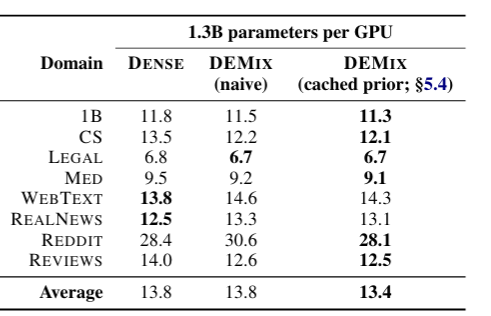 1.3B parameters per GPU
Domain DENSE DEMIX DEMIX
(naive) (cached prior; §5.4)
1B 11.8 11.5 11.3
CS 13.5 12.2 12.1
LEGAL 6.8 6.7 6.7
MED 9.5 9.2 9.1
WEBTEXT 13.8 14.6 14.3
REALNEWS 12.5 13.3 13.1
REDDIT 28.4 30.6 28.1
REVIEWS 14.0 12.6 12.5
Average 13.8 13.8 13.4